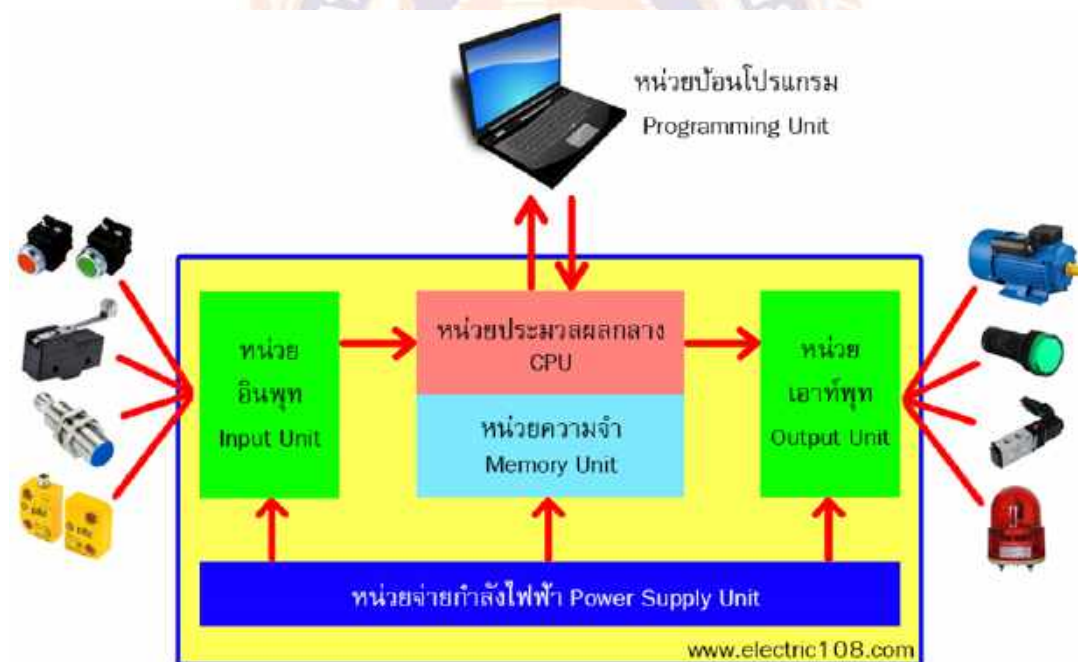 หน่วยป้อนโปรแกรม
Programming Unit
หน่วย
อินพุท
Input Unit
หน่วยประมวลผลกลาง
CPU
หน่วยความจำ
Memory Unit
หน่วย
เอาท์พุท
Output Unit
หน่วยจ่ายกำลังไฟฟ้า Power Supply Unit
www.electric108.com